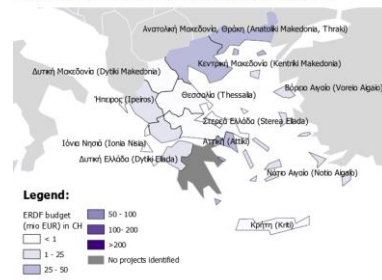 Ανατολική Μακεδονία, Θράκη (Anatoliki Makedonia, Thraki)
Κεντρική Μακεδονία (Kentriki Makedonia)
Δυτική Μακεδονία (Dytiki Makedonia)
Βόρειο Αιγαίο (Voreio Aigaio)
Ήπειρος (Ipeiros)
Θεσσαλία (Thessalia)
Στερεά Ελλάδα (Sterea Ellada)
Ιόνια Νησιά (Ionia Nisia)
Αττική (Attiki)
Δυτική Ελλάδα (Dytiki Ellada)
Νότιο Αιγαίο (Notio Aigaio)
Κρήτη (Kriti)
Legend:
ERDF budget
(mio EUR) in CH
< 1
1 - 25
25 - 50
50 - 100
100- 200
>200
No projects identified